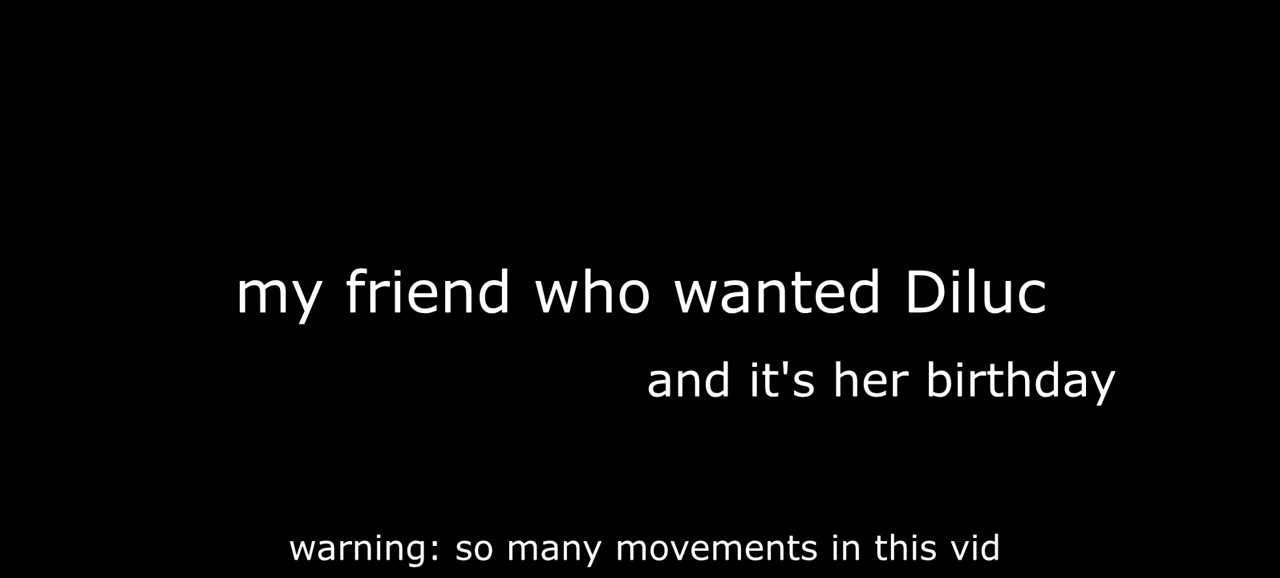 my friend who wanted Diluc
and it's her birthday
warning: so many movements in this vid